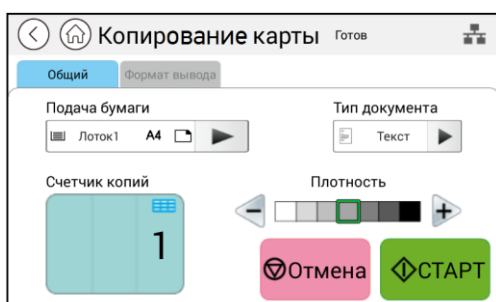 Копирование карты Готов
Общий Формат вывода
Подача бумаги Тип документа
Лоток1 A4 Текст
Счетчик копий Плотность
1
Отмена СТАРТ